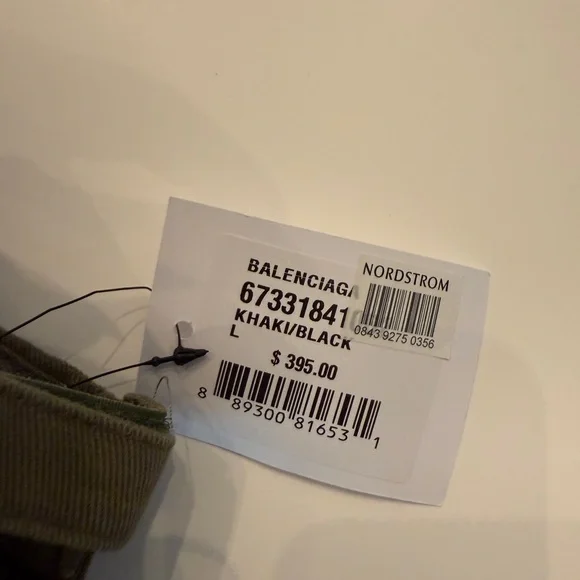 BALENCIAGA
67331841
KHAKI/BLACK
L
$ 395.00
8 89300 81653 1
NORDSTROM
0843 9275 0356